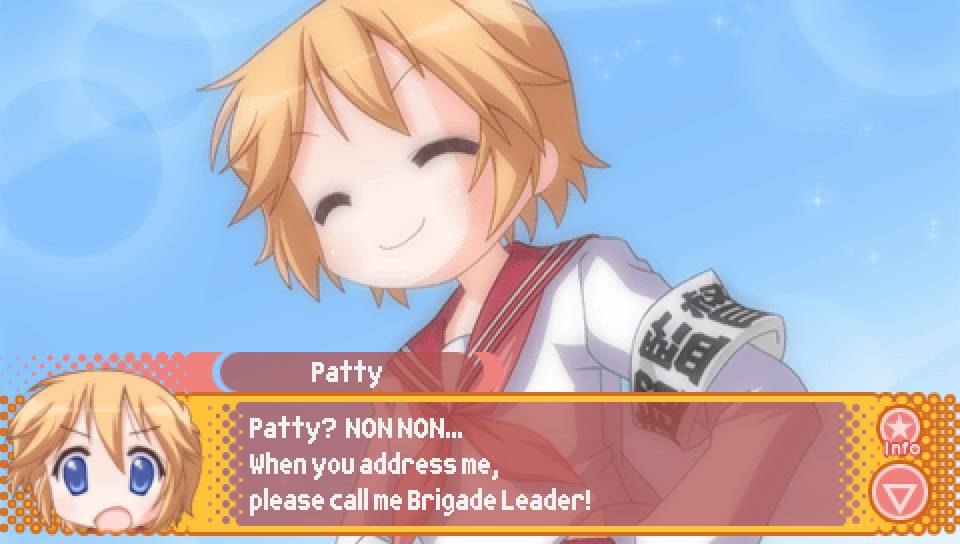 Patty
Patty? NON NON...
When you address me,
please call me Brigade Leader!
Info